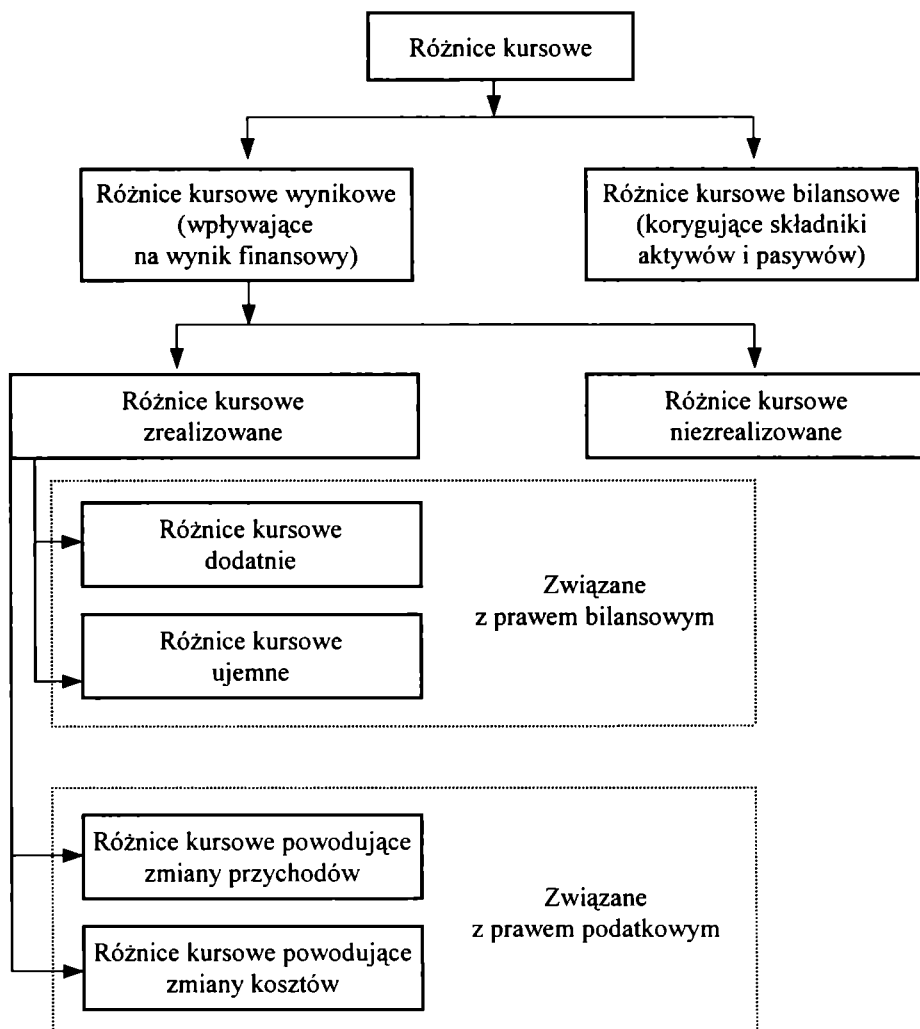 Różnice kursowe
Różnice kursowe wynikowe
(wpływające
na wynik finansowy)
Różnice kursowe bilansowe
(korygujące składniki
aktywów i pasywów)
Różnice kursowe
zrealizowane
Różnice kursowe
niezrealizowane
Różnice kursowe
dodatnie
Związane
z prawem bilansowym
Różnice kursowe
ujemne
Różnice kursowe powodujące
zmiany przychodów
Związane
z prawem podatkowym
Różnice kursowe powodujące
zmiany kosztów